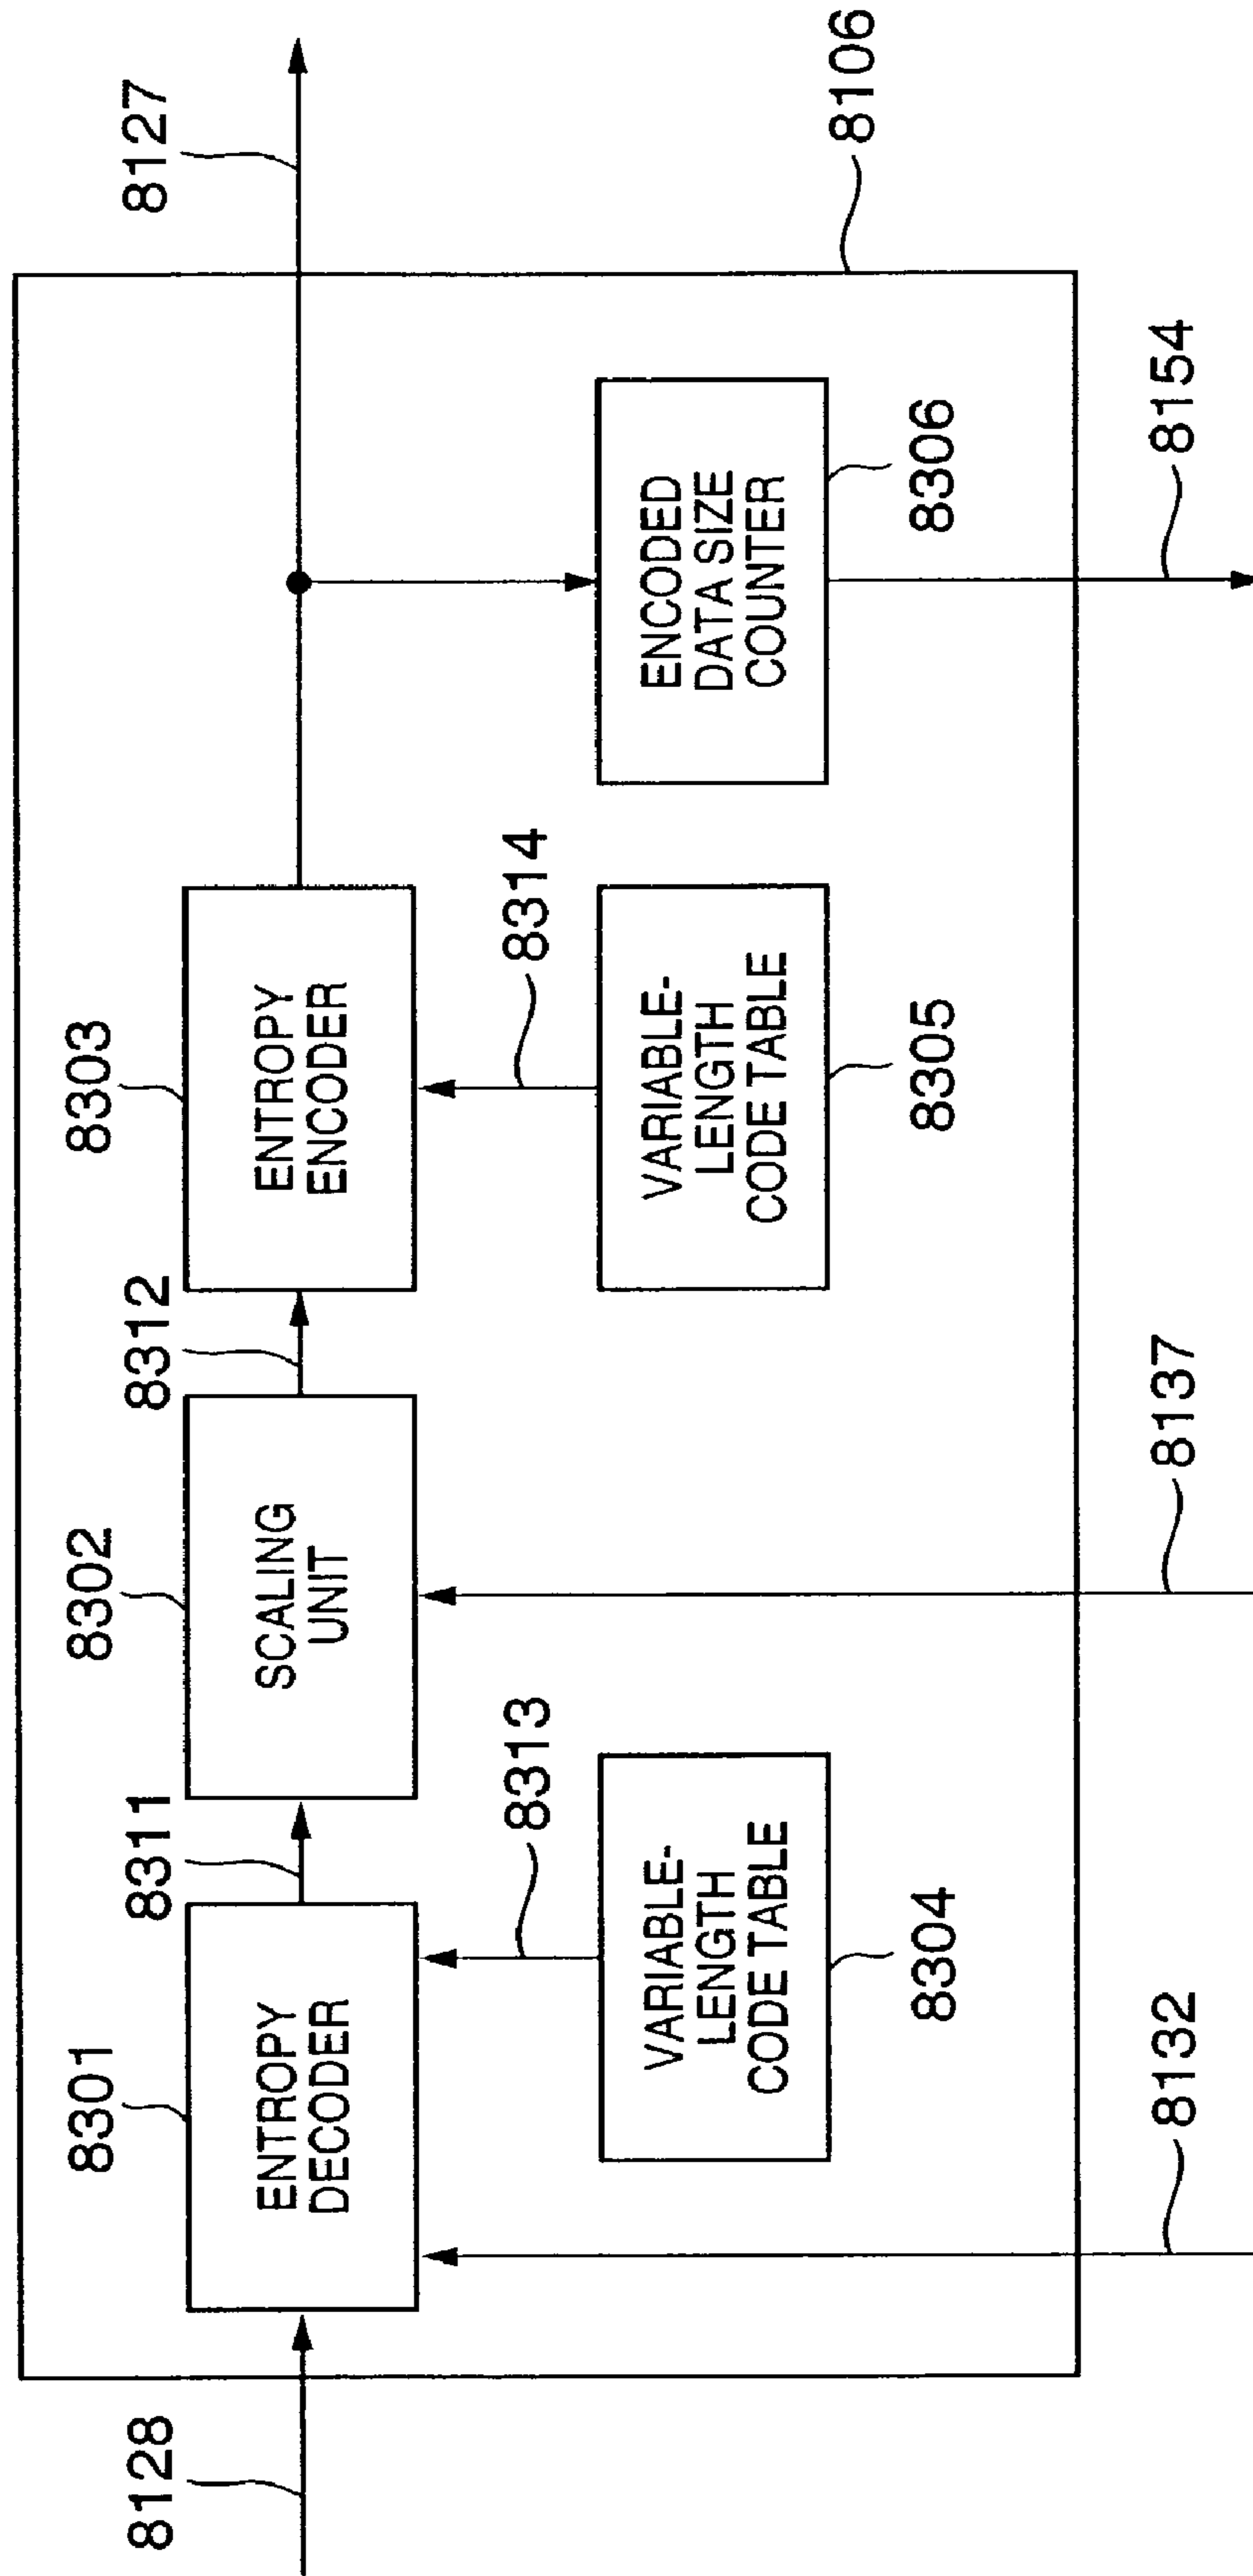 8128
8301
ENTROPY
DECODER
8311
8302
SCALING
UNIT
8312
8303
ENTROPY
ENCODER
8127
8313
VARIABLE-
LENGTH
CODE TABLE
8304
8314
VARIABLE-
LENGTH
CODE TABLE
8305
ENCODED
DATA SIZE
COUNTER
8306
8106
8132
8137
8154